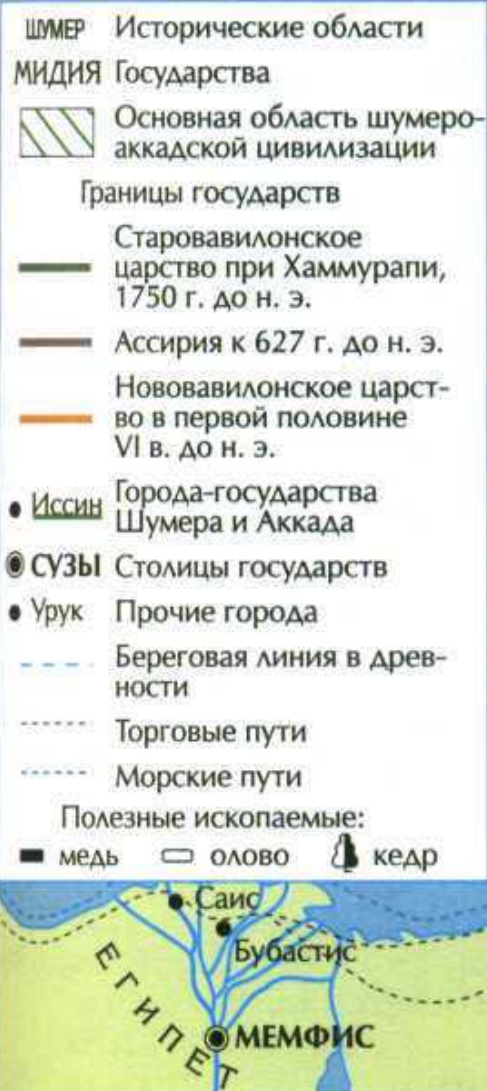 ШУМЕР Исторические области
МИДИЯ Государства
Основная область шумеро-
аккадской цивилизации
Границы государств
Старовавилонское
царство при Хаммурапи,
1750 г. до н. э.
Ассирия к 627 г. до н. э.
Нововавилонское царст-
во в первой половине
VI в. до н. э.
Иссин Города-государства
Шумера и Аккада
СУЗЫ Столицы государств
Урук Прочие города
Береговая линия в древ-
ности
Торговые пути
Морские пути
Полезные ископаемые:
медь олово кедр
Саис
Бубастис
ЕГИПЕТ
МЕМФИС